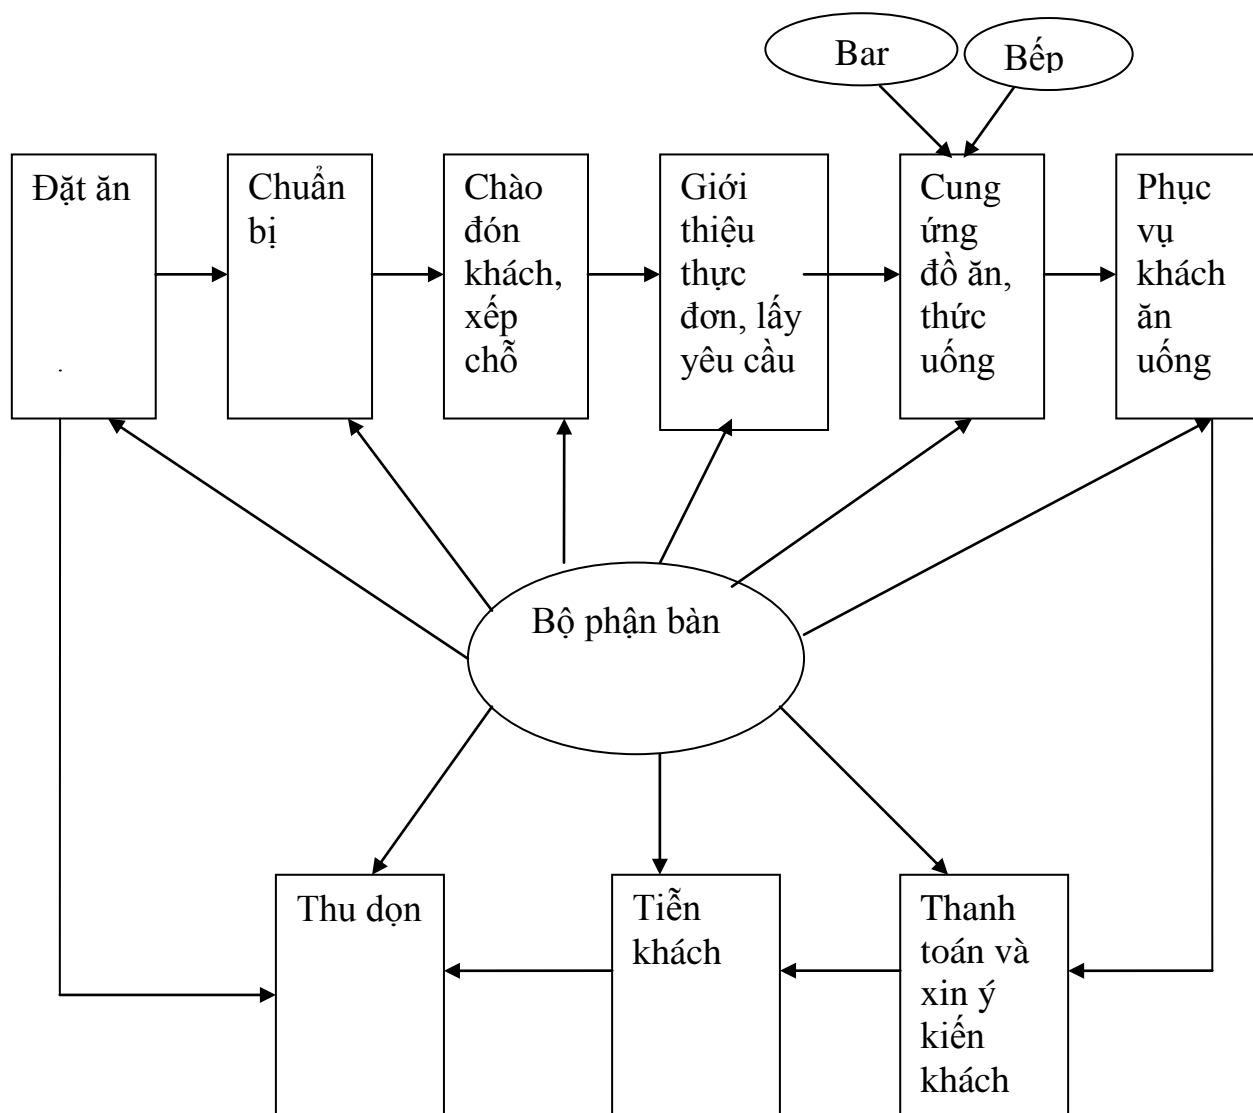 Bar
Bếp
Đặt ăn
.
Chuẩn
bị
Chào
đón
khách,
xếp
chỗ
Giới
thiệu
thực
đơn, lấy
yêu cầu
Cung
ứng
đồ ăn,
thức
uống
Phục
vụ
khách
ăn
uống
Bộ phận bàn
Thu dọn
Tiễn
khách
Thanh
toán và
xin ý
kiến
khách